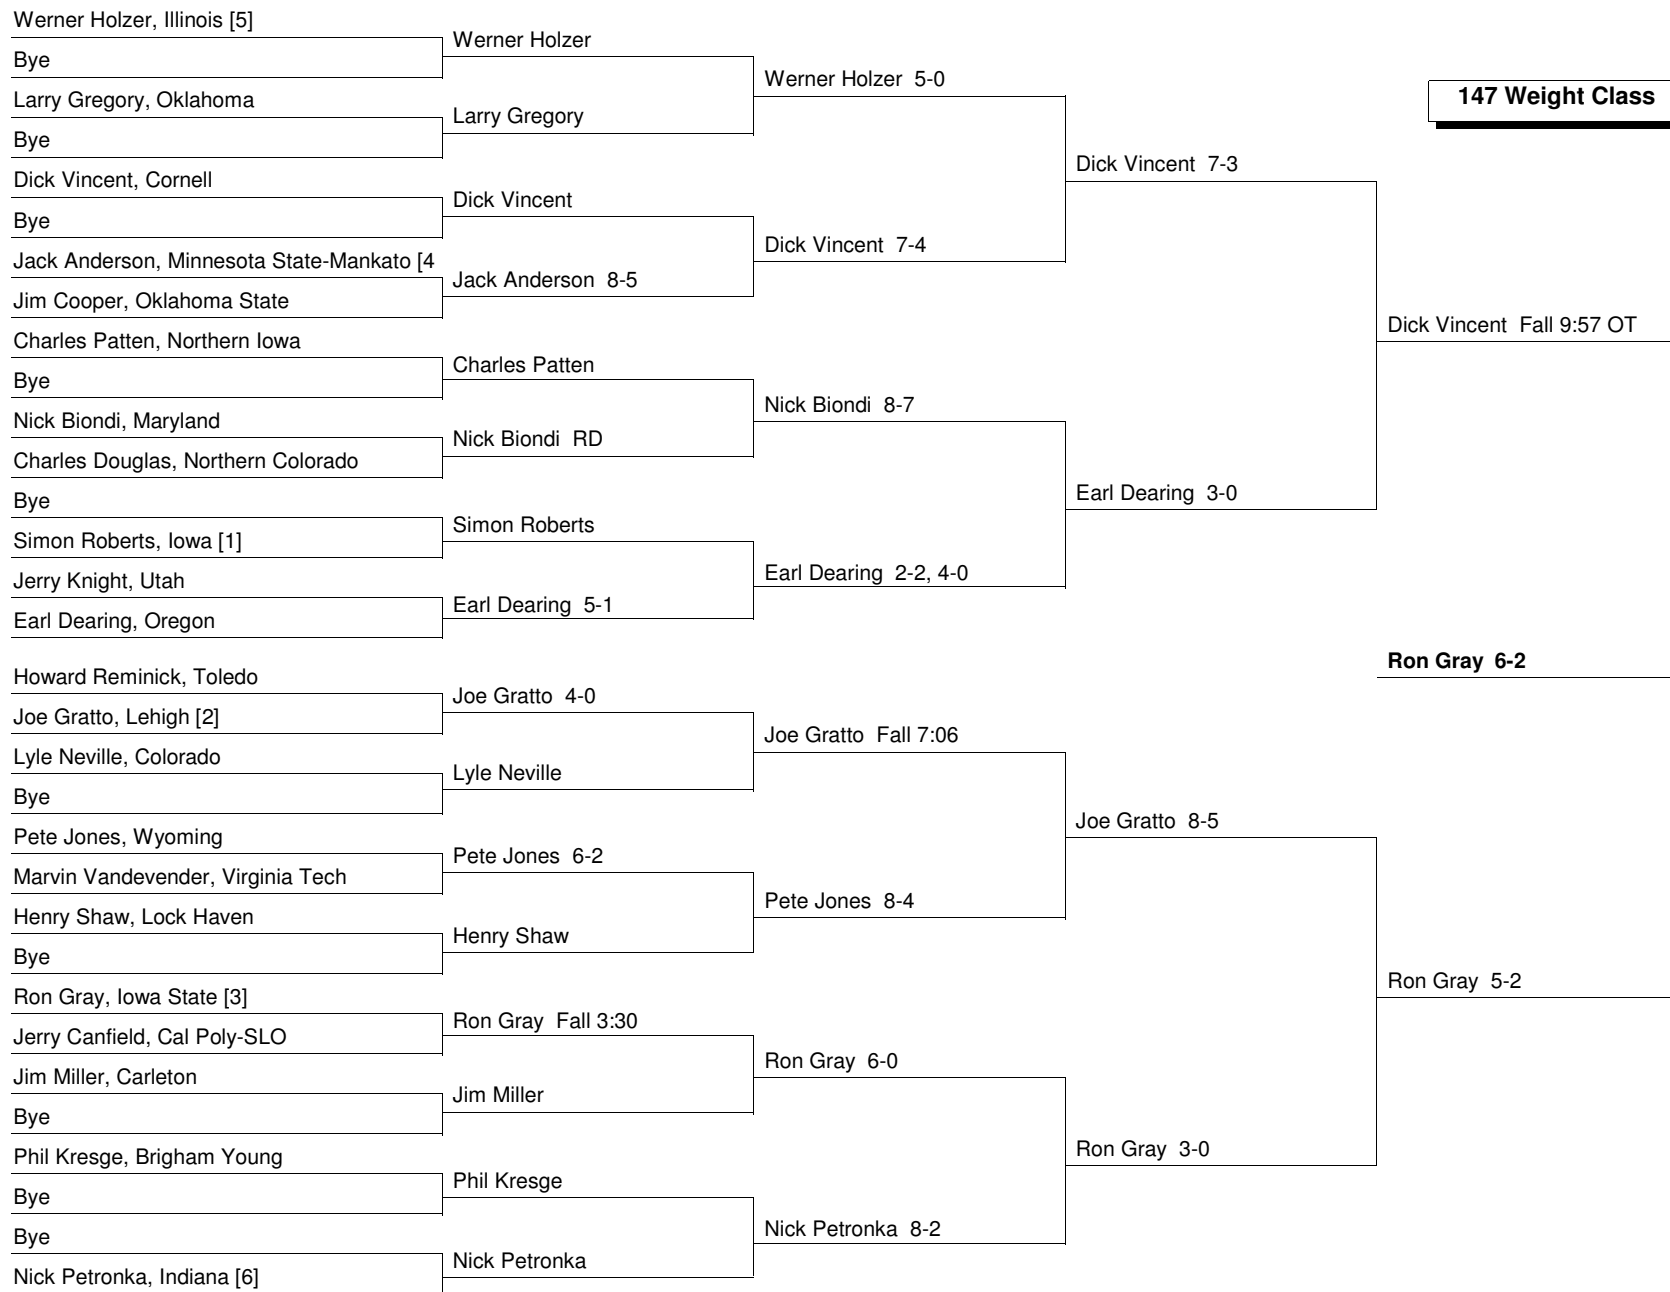 Werner Holzer, Illinois [5]
Bye
Larry Gregory, Oklahoma
Bye
Dick Vincent, Cornell
Bye
Jack Anderson, Minnesota State-Mankato [4
Jim Cooper, Oklahoma State
Charles Patten, Northern Iowa
Bye
Nick Biondi, Maryland
Charles Douglas, Northern Colorado
Bye
Simon Roberts, Iowa [1]
Jerry Knight, Utah
Earl Dearing, Oregon
Howard Reminick, Toledo
Joe Gratto, Lehigh [2]
Lyle Neville, Colorado
Bye
Pete Jones, Wyoming
Marvin Vandevender, Virginia Tech
Henry Shaw, Lock Haven
Bye
Ron Gray, Iowa State [3]
Jerry Canfield, Cal Poly-SLO
Jim Miller, Carleton
Bye
Phil Kresge, Brigham Young
Bye
Bye
Nick Petronka, Indiana [6]
Werner Holzer
Larry Gregory
Dick Vincent
Jack Anderson 8-5
Charles Patten
Nick Biondi RD
Simon Roberts
Earl Dearing 5-1
Joe Gratto 4-0
Lyle Neville
Pete Jones 6-2
Henry Shaw
Ron Gray Fall 3:30
Jim Miller
Phil Kresge
Nick Petronka
Werner Holzer 5-0
Dick Vincent 7-4
Nick Biondi 8-7
Earl Dearing 2-2, 4-0
Joe Gratto Fall 7:06
Pete Jones 8-4
Ron Gray 6-0
Nick Petronka 8-2
Dick Vincent 7-3
Earl Dearing 3-0
Joe Gratto 8-5
Ron Gray 3-0
147 Weight Class
Dick Vincent Fall 9:57 OT
Ron Gray 6-2
Ron Gray 5-2